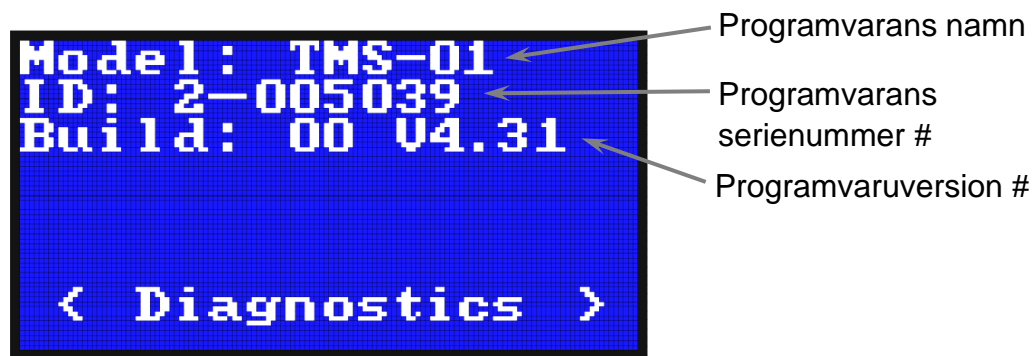 Model: TMS-01
ID: 2-005039
Build: 00 V4.31
< Diagnostics >
Programvarans namn
Programvarans
serienummer #
Programvaruversion #